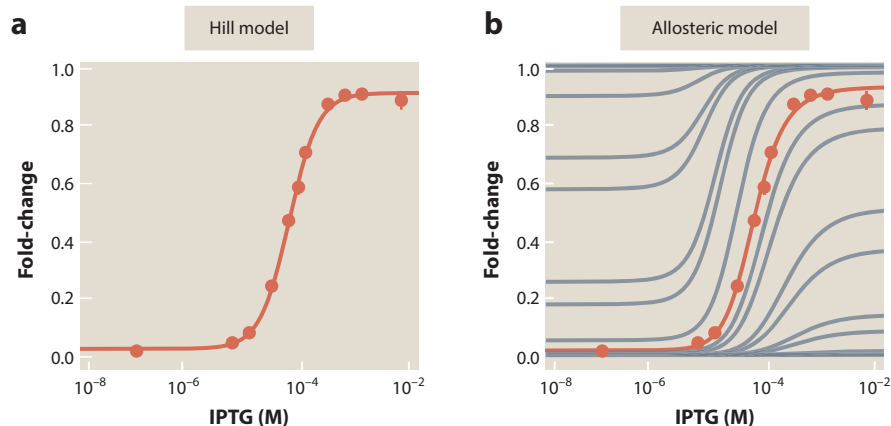 a
Hill model
Fold-change
1.0
0.8
0.6
0.4
0.2
0.0
10⁻⁸
10⁻⁶
10⁻⁴
10⁻²
IPTG (M)
b
Allosteric model
Fold-change
1.0
0.8
0.6
0.4
0.2
0.0
10⁻⁸
10⁻⁶
10⁻⁴
10⁻²
IPTG (M)